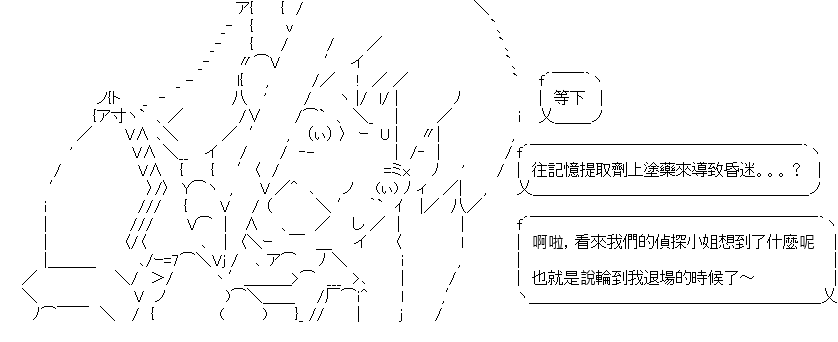 等下
往記憶提取劑上塗藥來導致昏迷。。。？
啊啦，看來我們的偵探小姐想到了什麼呢
也就是說輪到我退場的時候了～